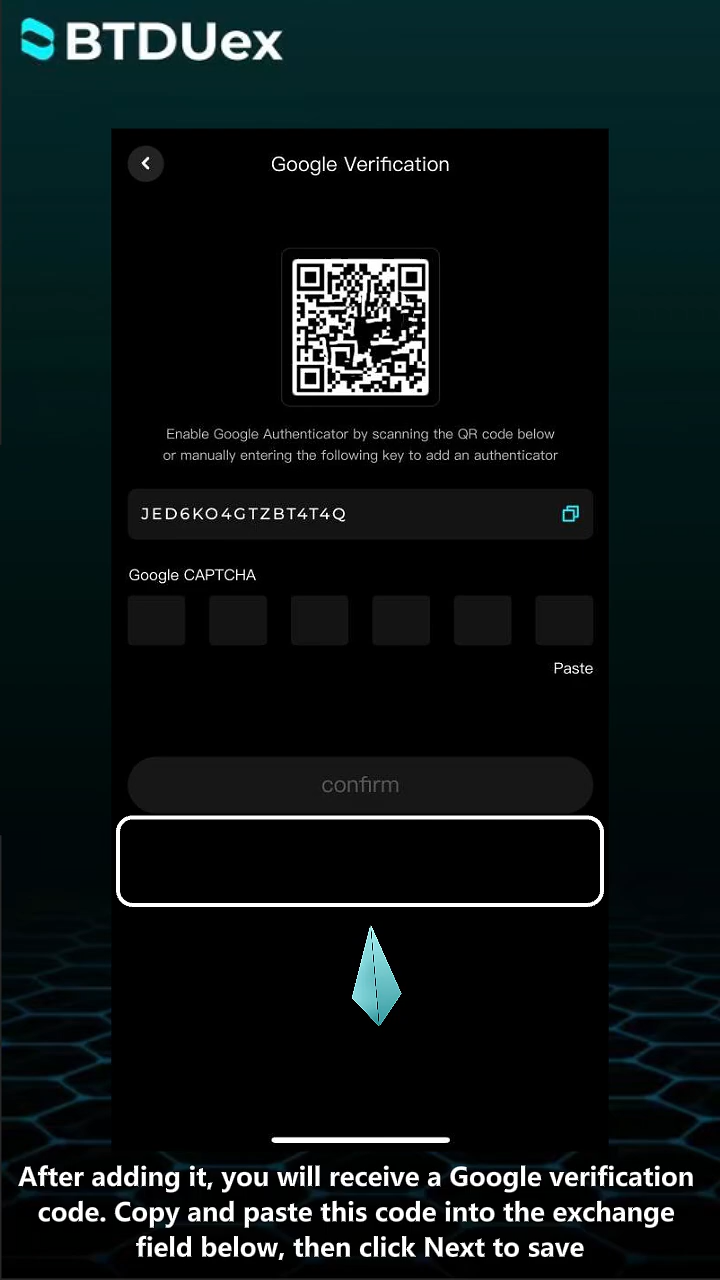 BTDUex
Google Verification
Enable Google Authenticator by scanning the QR code below
or manually entering the following key to add an authenticator
JED6KO4GTZBT4T4Q
Google CAPTCHA
Paste
confirm
After adding it, you will receive a Google verification
code. Copy and paste this code into the exchange
field below, then click Next to save